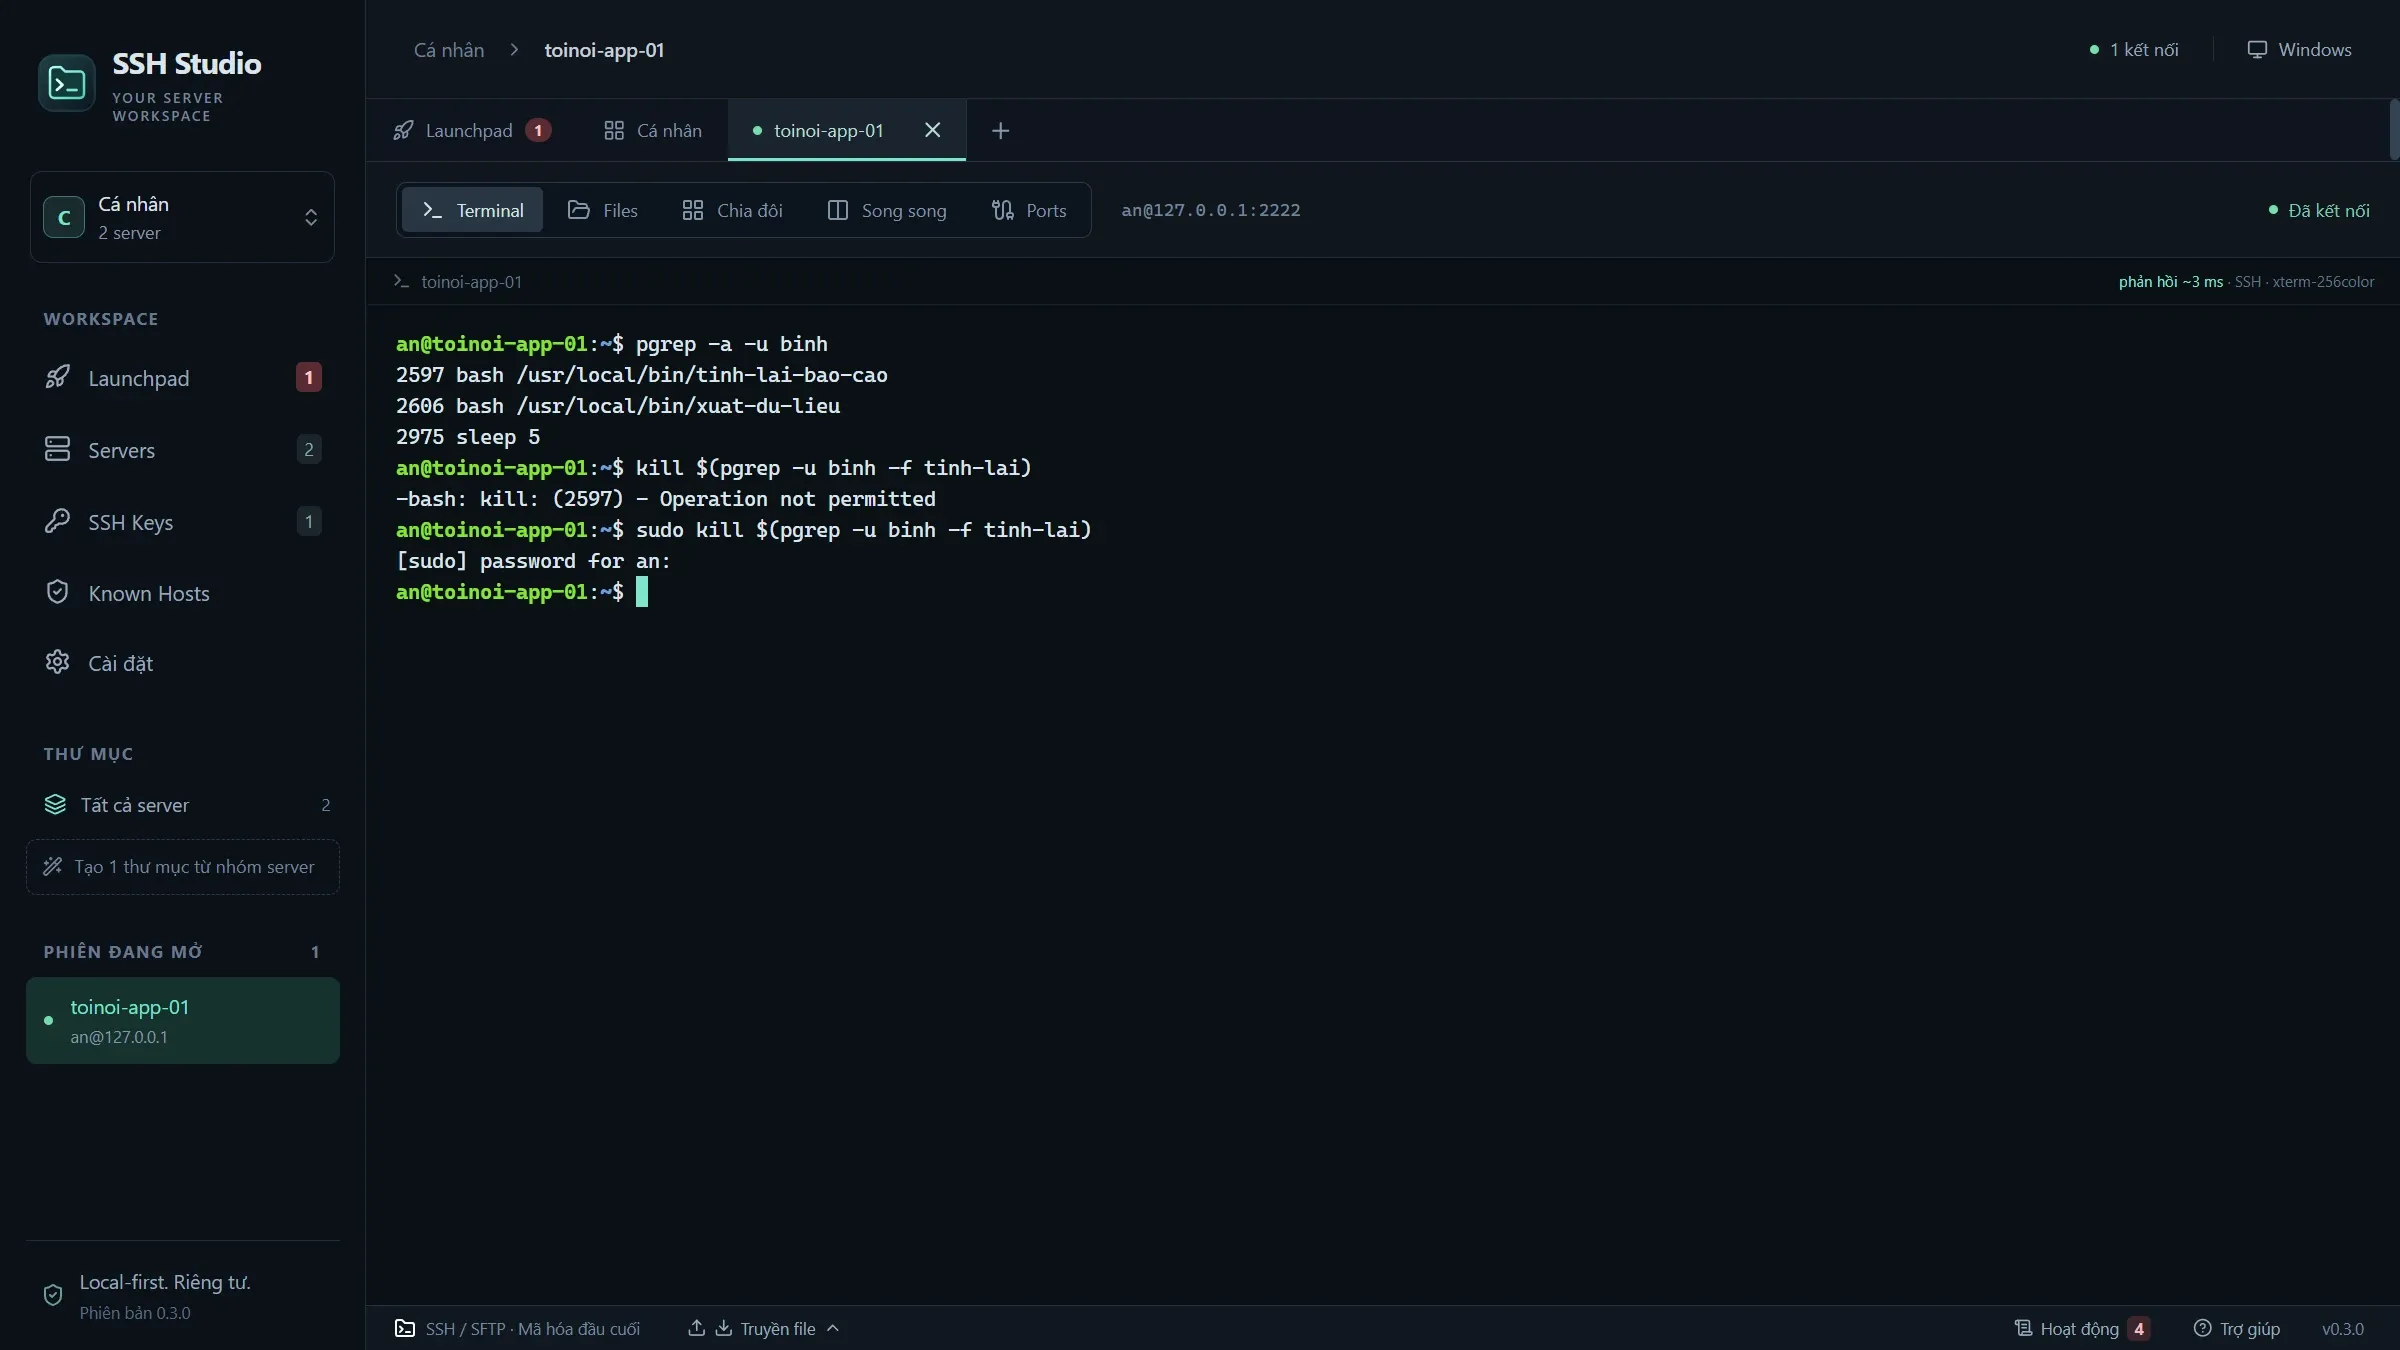 SSH Studio
YOUR SERVER
WORKSPACE
C
Cá nhân
2 server
WORKSPACE
Launchpad 1
Servers 2
SSH Keys 1
Known Hosts
Cài đặt
THƯ MỤC
Tất cả server 2
Tạo 1 thư mục từ nhóm server
PHIÊN ĐANG MỞ 1
toinoi-app-01
an@127.0.0.1
Local-first. Riêng tư.
Phiên bản 0.3.0
Cá nhân > toinoi-app-01
1 kết nối
Windows
Launchpad 1
Cá nhân
toinoi-app-01
Terminal
Files
Chia đôi
Song song
Ports
an@127.0.0.1:2222
Đã kết nối
toinoi-app-01
phản hồi ~3 ms · SSH · xterm-256color
an@toinoi-app-01:~$ pgrep -a -u binh
2597 bash /usr/local/bin/tinh-lai-bao-cao
2606 bash /usr/local/bin/xuat-du-lieu
2975 sleep 5
an@toinoi-app-01:~$ kill $(pgrep -u binh -f tinh-lai)
-bash: kill: (2597) - Operation not permitted
an@toinoi-app-01:~$ sudo kill $(pgrep -u binh -f tinh-lai)
[sudo] password for an:
an@toinoi-app-01:~$
SSH / SFTP · Mã hóa đầu cuối
Truyền file
Hoạt động 4
Trợ giúp
v0.3.0